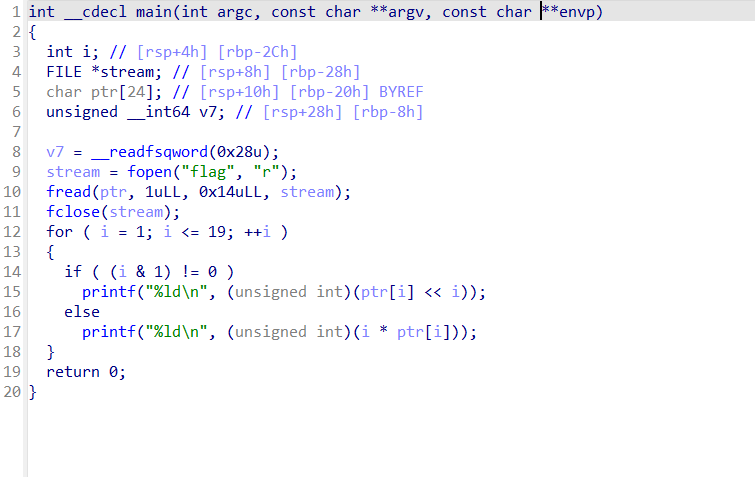 1 int __cdecl main(int argc, const char **argv, const char **envp)
2 {
3   int i; // [rsp+4h] [rbp-2Ch]
4   FILE *stream; // [rsp+8h] [rbp-28h]
5   char ptr[24]; // [rsp+10h] [rbp-20h] BYREF
6   unsigned __int64 v7; // [rsp+28h] [rbp-8h]
7
8   v7 = __readfsqword(0x28u);
9   stream = fopen("flag", "r");
10   fread(ptr, 1uLL, 0x14uLL, stream);
11   fclose(stream);
12   for ( i = 1; i <= 19; ++i )
13   {
14     if ( (i & 1) != 0 )
15       printf("%ld\n", (unsigned int)(ptr[i] << i));
16     else
17       printf("%ld\n", (unsigned int)(i * ptr[i]));
18   }
19   return 0;
20 }